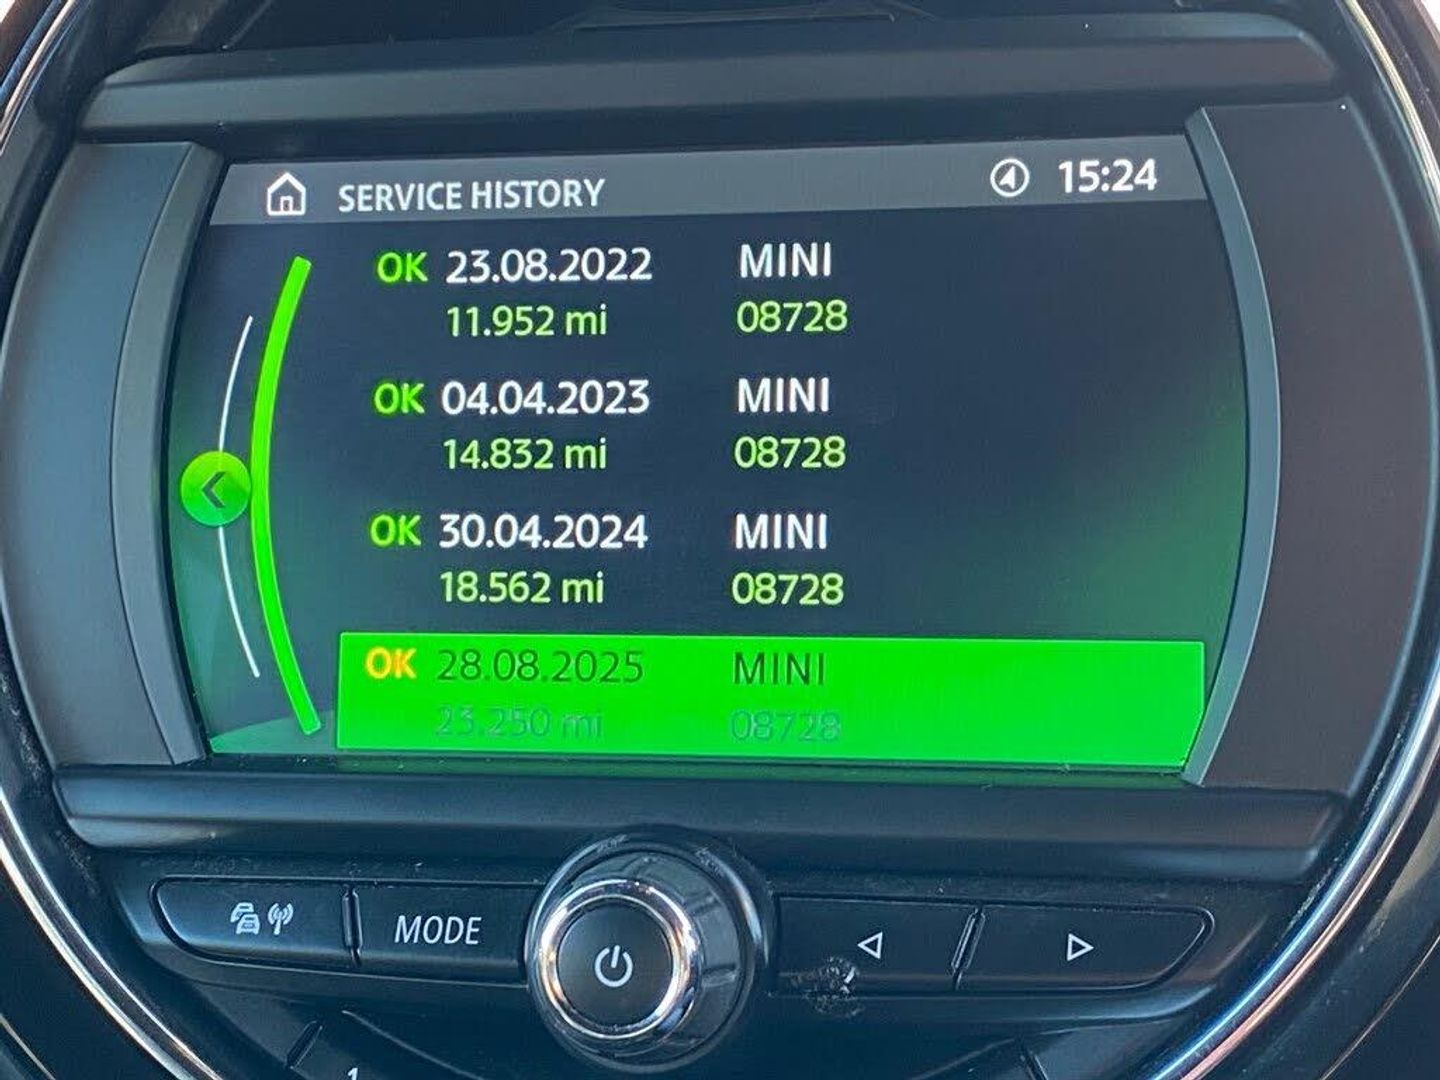 SERVICE HISTORY 15:24
OK 23.08.2022 MINI
11.952 mi 08728
OK 04.04.2023 MINI
14.832 mi 08728
OK 30.04.2024 MINI
18.562 mi 08728
OK 28.08.2025 MINI
23.250 mi 08728
MODE
1